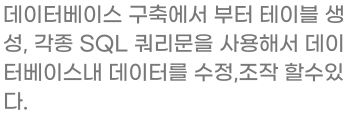 데이터베이스 구축에서 부터 테이블 생
성, 각종 SQL 쿼리문을 사용해서 데이
터베이스내 데이터를 수정,조작 할수있
다.